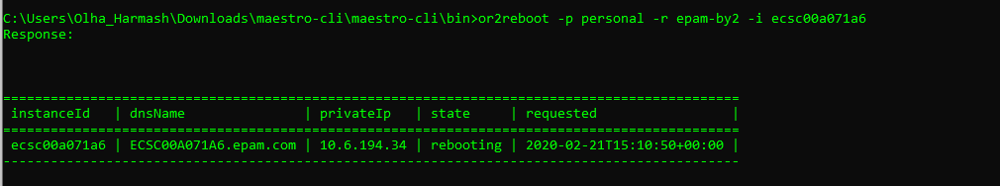 C:\Users\Olha_Harmash\Downloads\maestro-cli\maestro-cli\bin>or2reboot -p personal -r epam-by2 -i ecsc00a071a6
Response:
=============================================================================================
instanceId | dnsName | privateIp | state | requested |
=============================================================================================
ecsc00a071a6 | ECSC00A071A6.epam.com | 10.6.194.34 | rebooting | 2020-02-21T15:10:50+00:00 |
---------------------------------------------------------------------------------------------